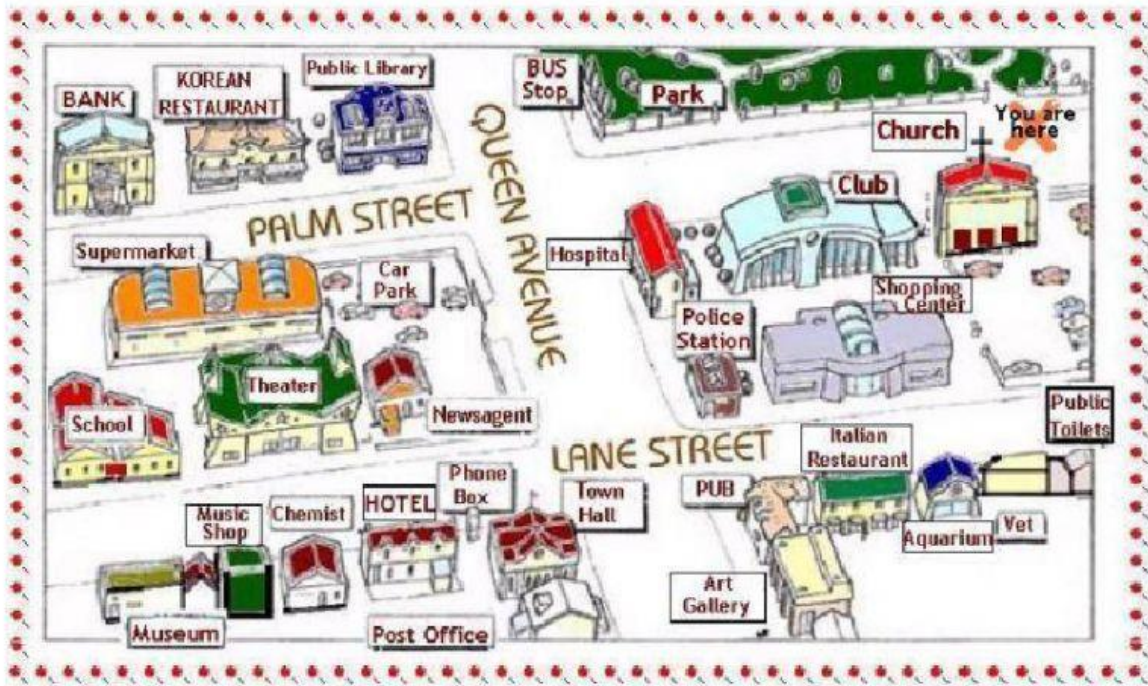 BANK
KOREAN
RESTAURANT
Public Library
BUS
Stop
Park
You are
here
Church
QUEEN AVENUE
PALM STREET
Club
Supermarket
Car
Park
Hospital
Shopping
Center
Police
Station
Theater
School
Newsagent
Public
Toilets
LANE STREET
Italian
Restaurant
Phone
Box
Town
Hall
PUB
HOTEL
Music
Shop
Chemist
Aquarium
Vet
Art
Gallery
Museum
Post Office